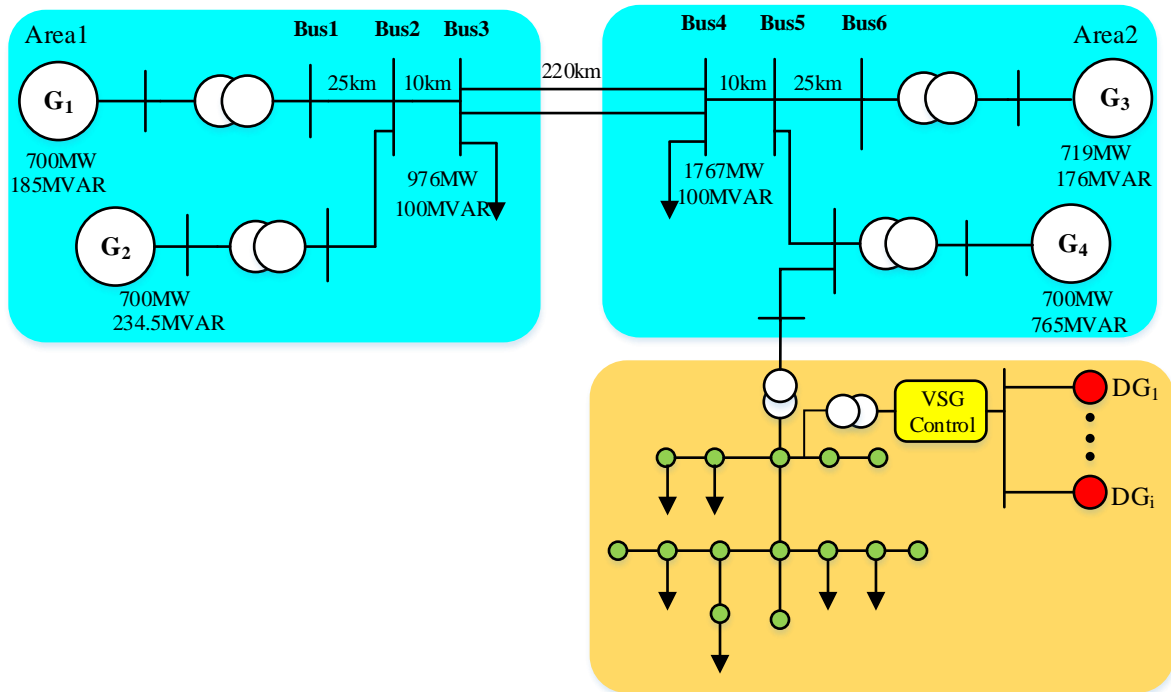 Area1
Bus1
Bus2
Bus3
Bus4
Bus5
Bus6
Area2
25km
10km
220km
10km
25km
G1
G3
700MW
185MVAR
976MW
100MVAR
1767MW
100MVAR
719MW
176MVAR
G2
G4
700MW
234.5MVAR
700MW
765MVAR
VSG
Control
DG1
DGi